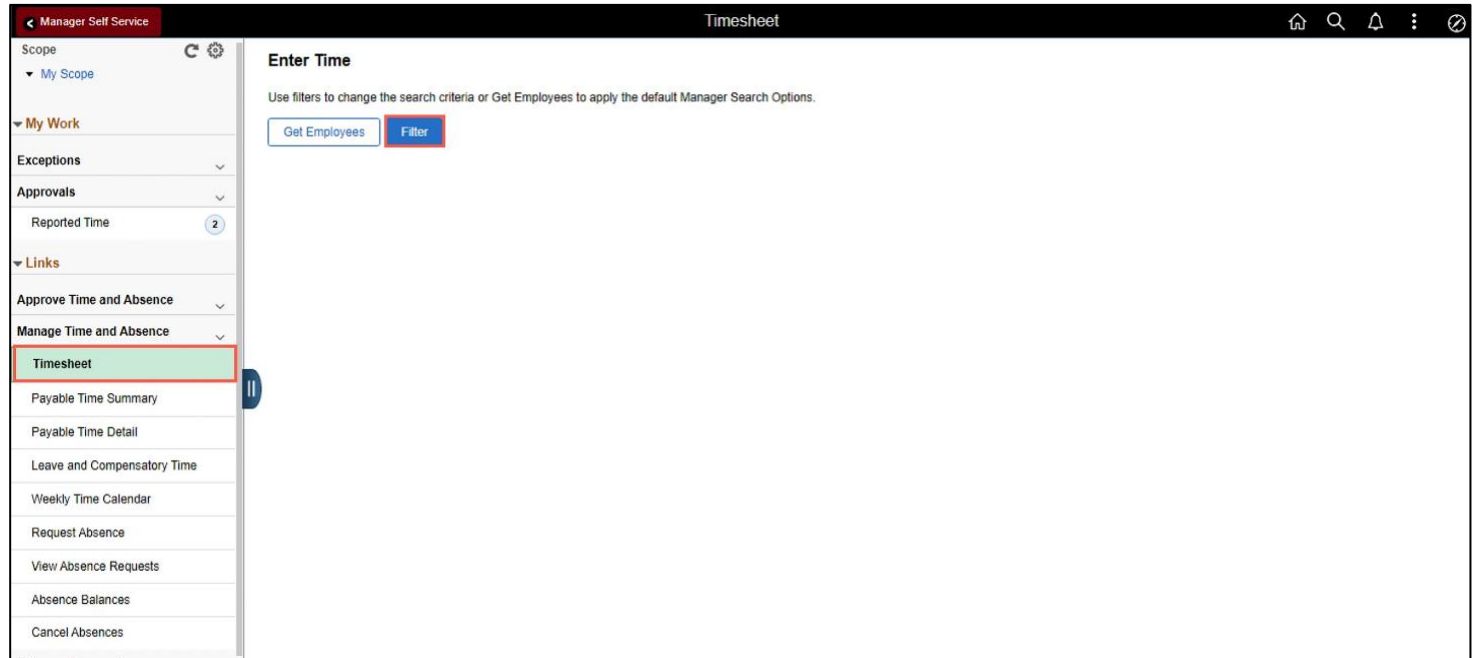 Manager Self Service
Timesheet
Scope
My Scope
My Work
Exceptions
Approvals
Reported Time 2
Links
Approve Time and Absence
Manage Time and Absence
Timesheet
Payable Time Summary
Payable Time Detail
Leave and Compensatory Time
Weekly Time Calendar
Request Absence
View Absence Requests
Absence Balances
Cancel Absences
Enter Time
Use filters to change the search criteria or Get Employees to apply the default Manager Search Options.
Get Employees Filter